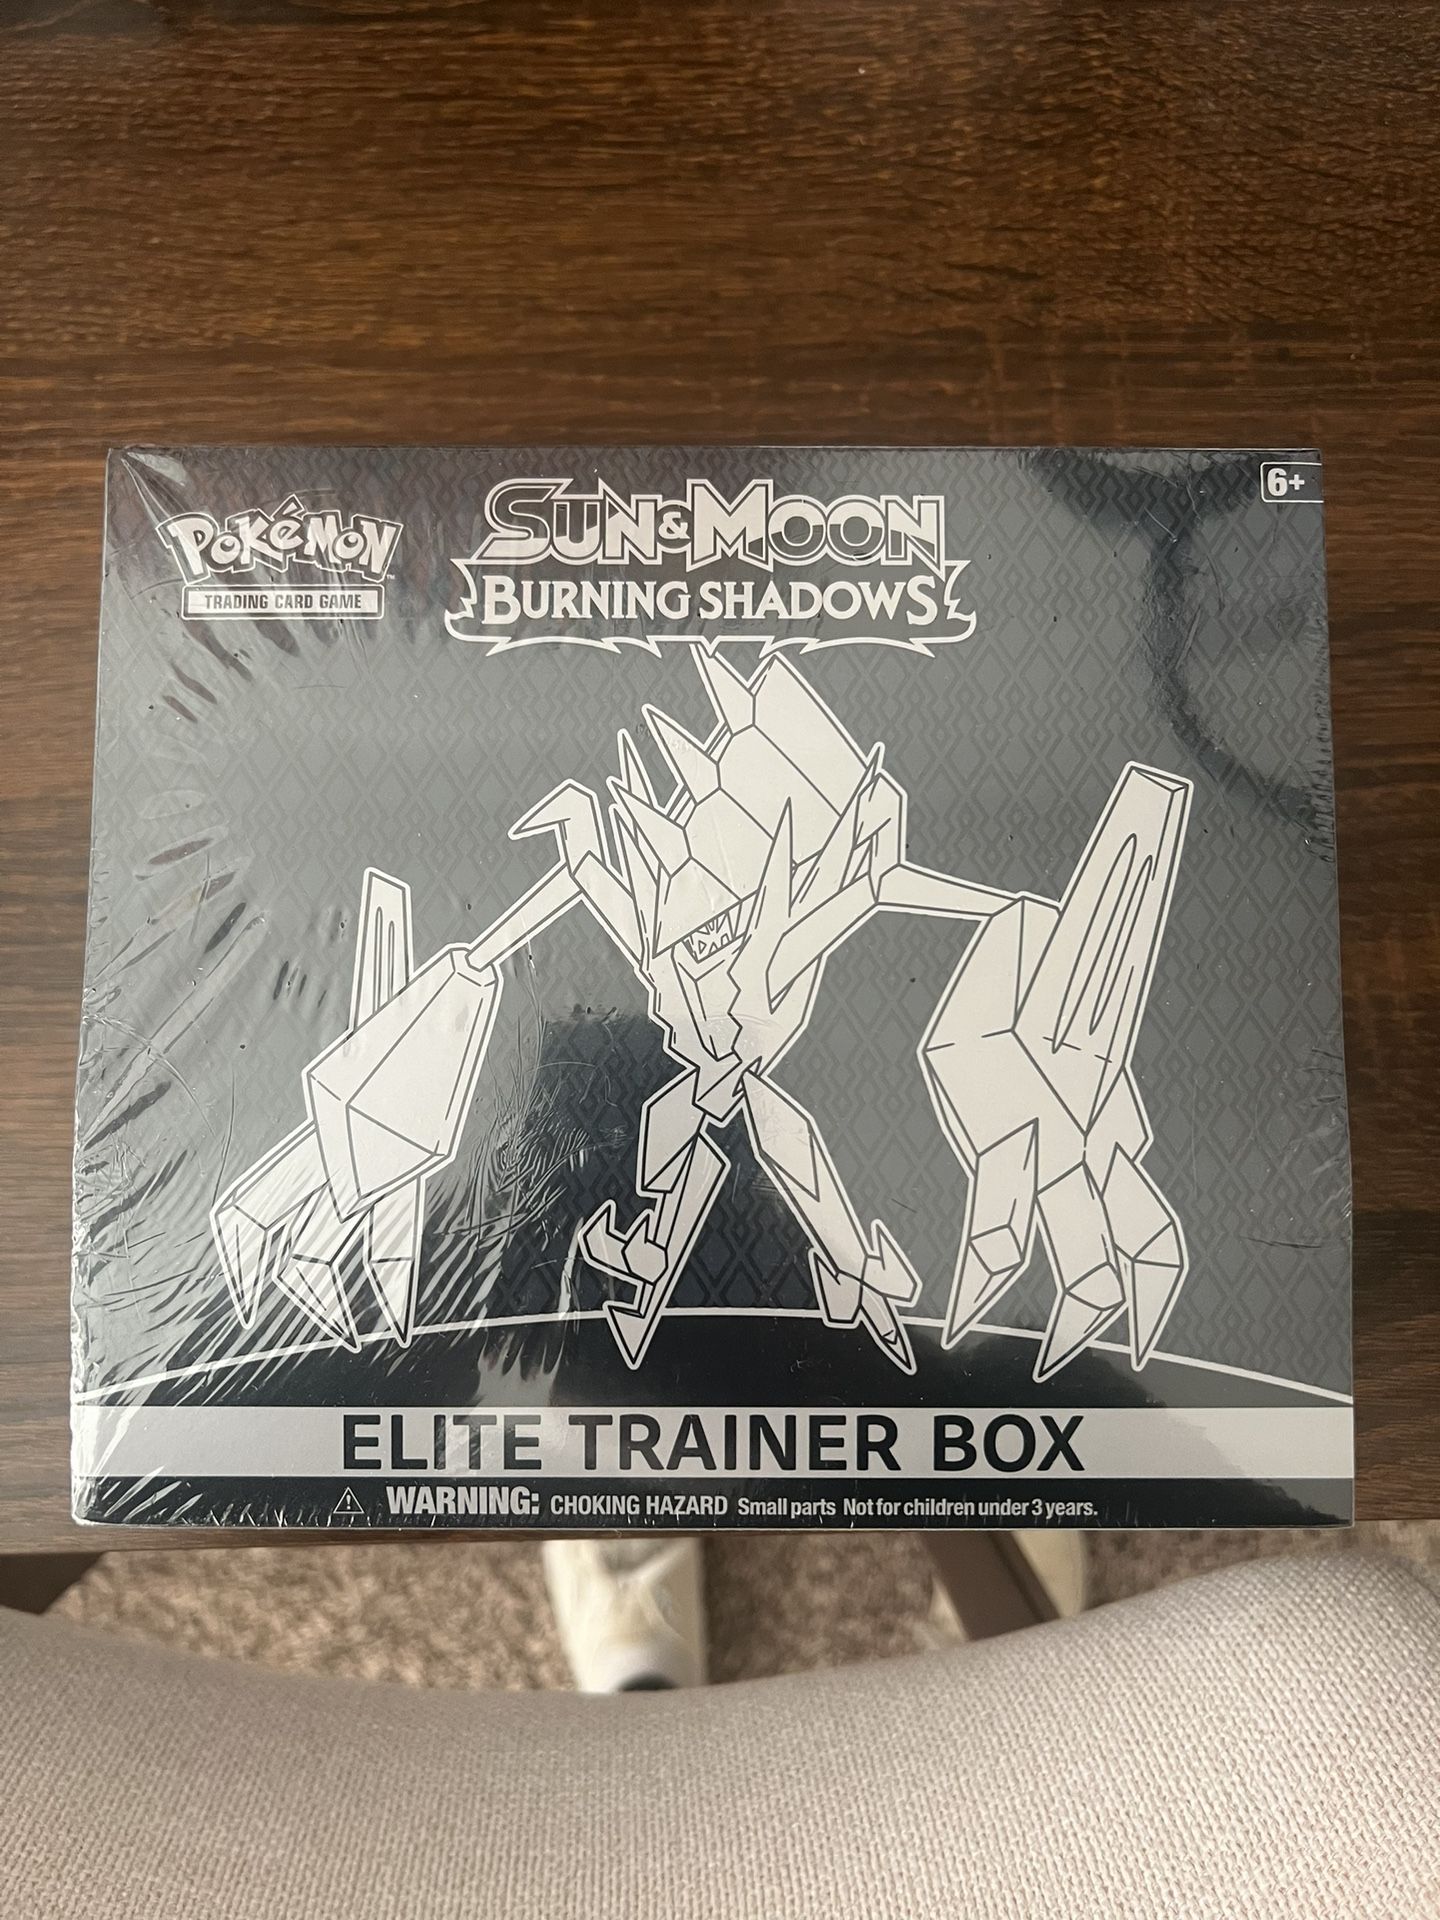 6+
Pokémon
TRADING CARD GAME
SUN & MOON
BURNING SHADOWS
ELITE TRAINER BOX
⚠ WARNING: CHOKING HAZARD Small parts Not for children under 3 years.